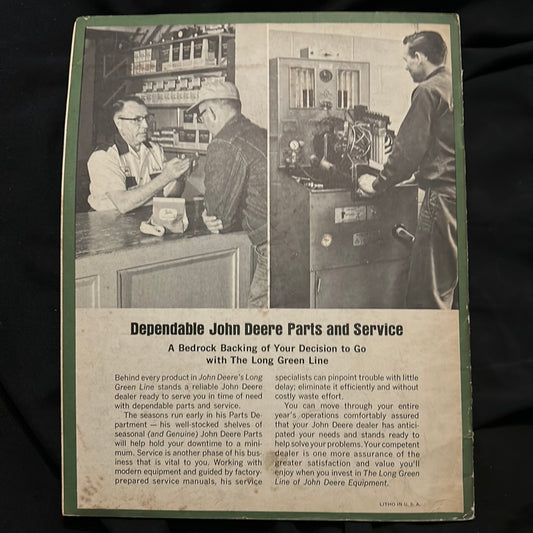 Dependable John Deere Parts and Service
A Bedrock Backing of Your Decision to Go
with The Long Green Line
Behind every product in John Deere's Long
Green Line stands a reliable John Deere
dealer ready to serve you in time of need
with dependable parts and service.
The seasons run early in his Parts De-
partment — his well-stocked shelves of
seasonal (and Genuine) John Deere Parts
will help hold your downtime to a mini-
mum. Service is another phase of his bus-
iness that is vital to you. Working with
modern equipment and guided by factory-
prepared service manuals, his service
specialists can pinpoint trouble with little
delay; eliminate it efficiently and without
costly waste effort.
You can move through your entire
year's operations comfortably assured
that your John Deere dealer has antici-
pated your needs and stands ready to
help solve your problems. Your competent
dealer is one more assurance of the
greater satisfaction and value you'll
enjoy when you invest in The Long Green
Line of John Deere Equipment.
LITHO IN U.S.A.